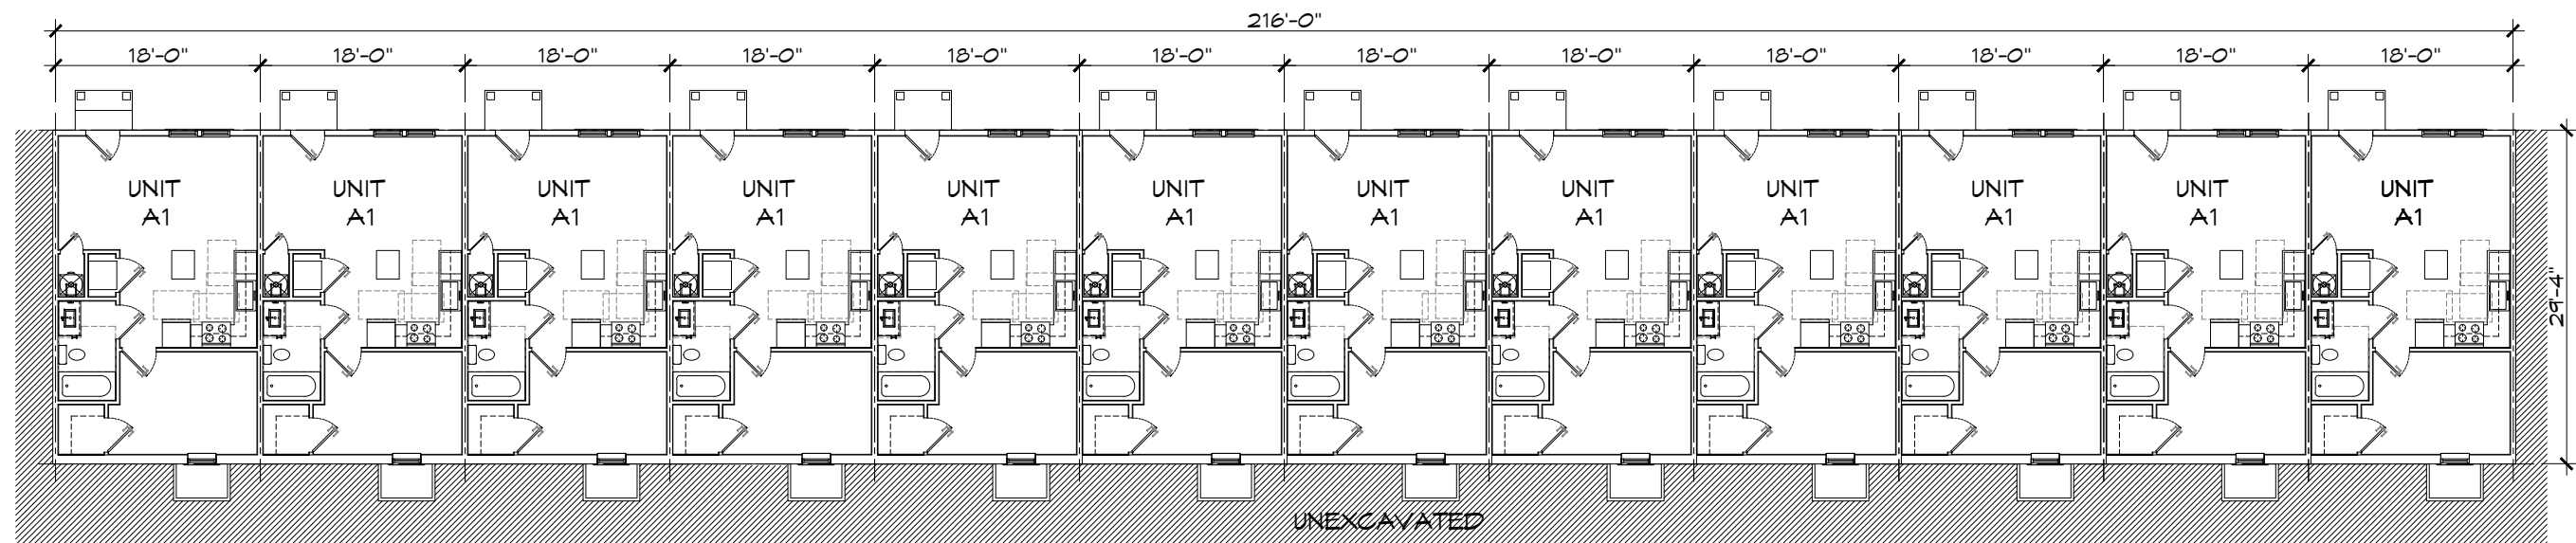 216'-0"
18'-0" 18'-0" 18'-0" 18'-0" 18'-0" 18'-0" 18'-0" 18'-0" 18'-0" 18'-0" 18'-0" 18'-0"
UNIT UNIT UNIT UNIT UNIT UNIT UNIT UNIT UNIT UNIT UNIT UNIT
A1 A1 A1 A1 A1 A1 A1 A1 A1 A1 A1 A1
29'-4"
UNEXCAVATED